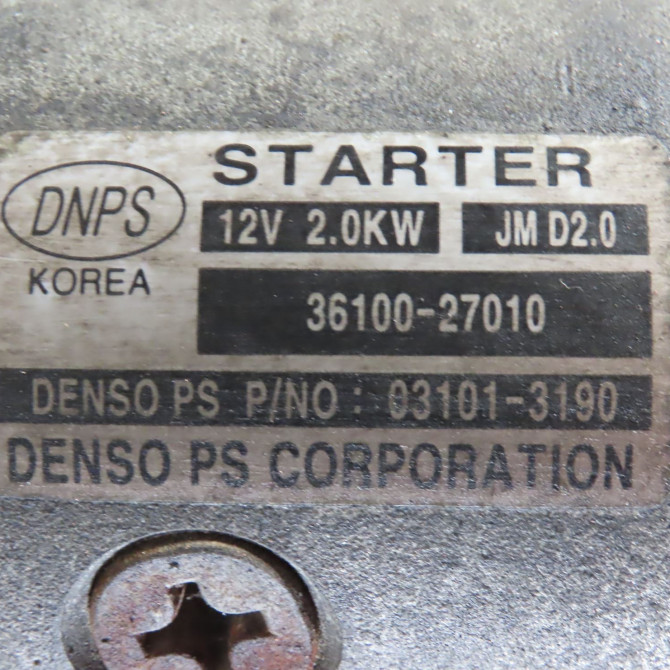 STARTER
DNPS
12V 2.0KW JM D2.0
KOREA
36100-27010
DENSO PS P/NO : 03101-3190
DENSO PS CORPORATION